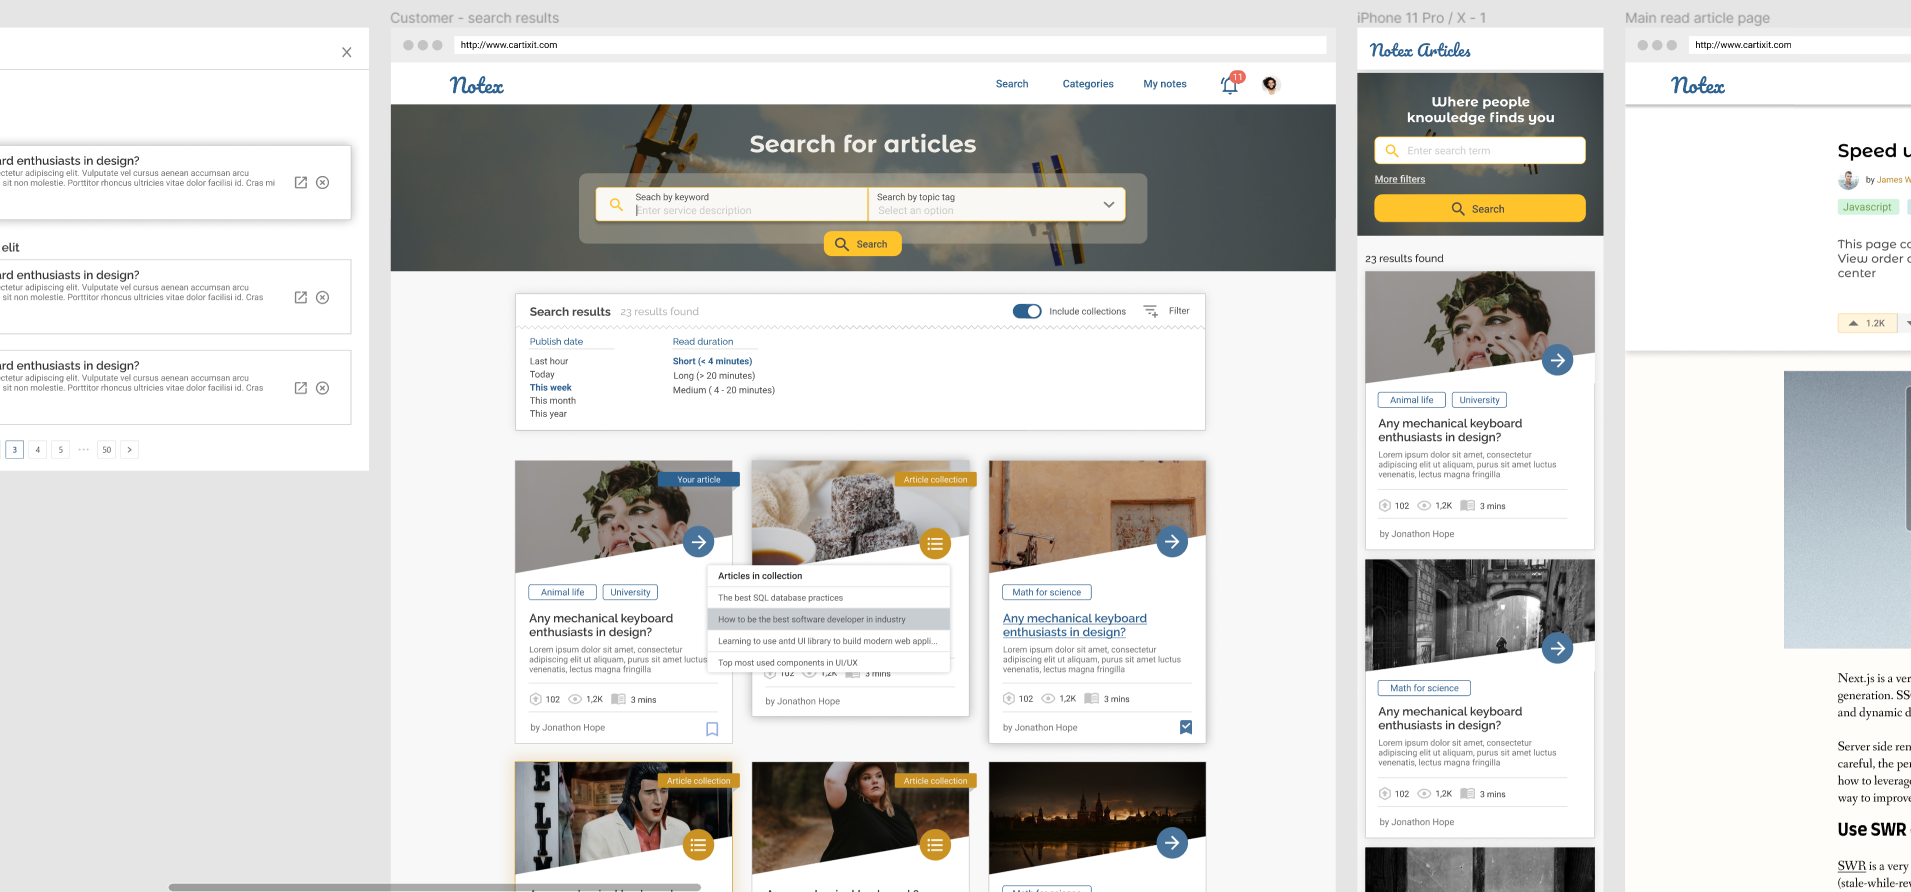 rd enthusiasts in design?
ctetur adipiscing elit. Vulputate vel cursus aenean accumsan arcu
sit non molestie. Porttitor rhoncus ultricies vitae dolor facilisi id. Cras mi
elit
rd enthusiasts in design?
ctetur adipiscing elit. Vulputate vel cursus aenean accumsan arcu
sit non molestie. Porttitor rhoncus ultricies vitae dolor facilisi id. Cras
rd enthusiasts in design?
ctetur adipiscing elit. Vulputate vel cursus aenean accumsan arcu
sit non molestie. Porttitor rhoncus ultricies vitae dolor facilisi id. Cras
3 4 5 ··· 50 >
Customer - search results
http://www.cartixit.com
Notex
Search Categories My notes 11
Search for articles
Seach by keyword
Enter service description
Search by topic tag
Select an option
Search
Search results 23 results found
Include collections Filter
Publish date
Last hour
Today
This week
This month
This year
Read duration
Short (< 4 minutes)
Long (> 20 minutes)
Medium ( 4 - 20 minutes)
Your article
Animal life University
Any mechanical keyboard
enthusiasts in design?
Lorem ipsum dolor sit amet, consectetur
adipiscing elit ut aliquam, purus sit amet luctus
venenatis, lectus magna fringilla
102 1,2K 3 mins
by Jonathon Hope
Article collection
Articles in collection
The best SQL database practices
How to be the best software developer in industry
Learning to use antd UI library to build modern web appli...
Top most used components in UI/UX
102 1,2K 3 mins
by Jonathon Hope
Math for science
Any mechanical keyboard
enthusiasts in design?
Lorem ipsum dolor sit amet, consectetur
adipiscing elit ut aliquam, purus sit amet luctus
venenatis, lectus magna fringilla
102 1,2K 3 mins
by Jonathon Hope
Article collection
Article collection
iPhone 11 Pro / X - 1
Notex Articles
Where people
knowledge finds you
Enter search term
More filters
Search
23 results found
Animal life University
Any mechanical keyboard
enthusiasts in design?
Lorem ipsum dolor sit amet, consectetur
adipiscing elit ut aliquam, purus sit amet luctus
venenatis, lectus magna fringilla
102 1,2K 3 mins
by Jonathon Hope
Math for science
Any mechanical keyboard
enthusiasts in design?
Lorem ipsum dolor sit amet, consectetur
adipiscing elit ut aliquam, purus sit amet luctus
venenatis, lectus magna fringilla
102 1,2K 3 mins
by Jonathon Hope
Main read article page
http://www.cartixit.com
Notex
Speed u
by James W
Javascript
This page co
View order
center
1.2K
Next.js is a ver
generation. SS
and dynamic d
Server side ren
careful, the per
how to leverage
way to improve
Use SWR
SWR is a very
(stale-while-rev